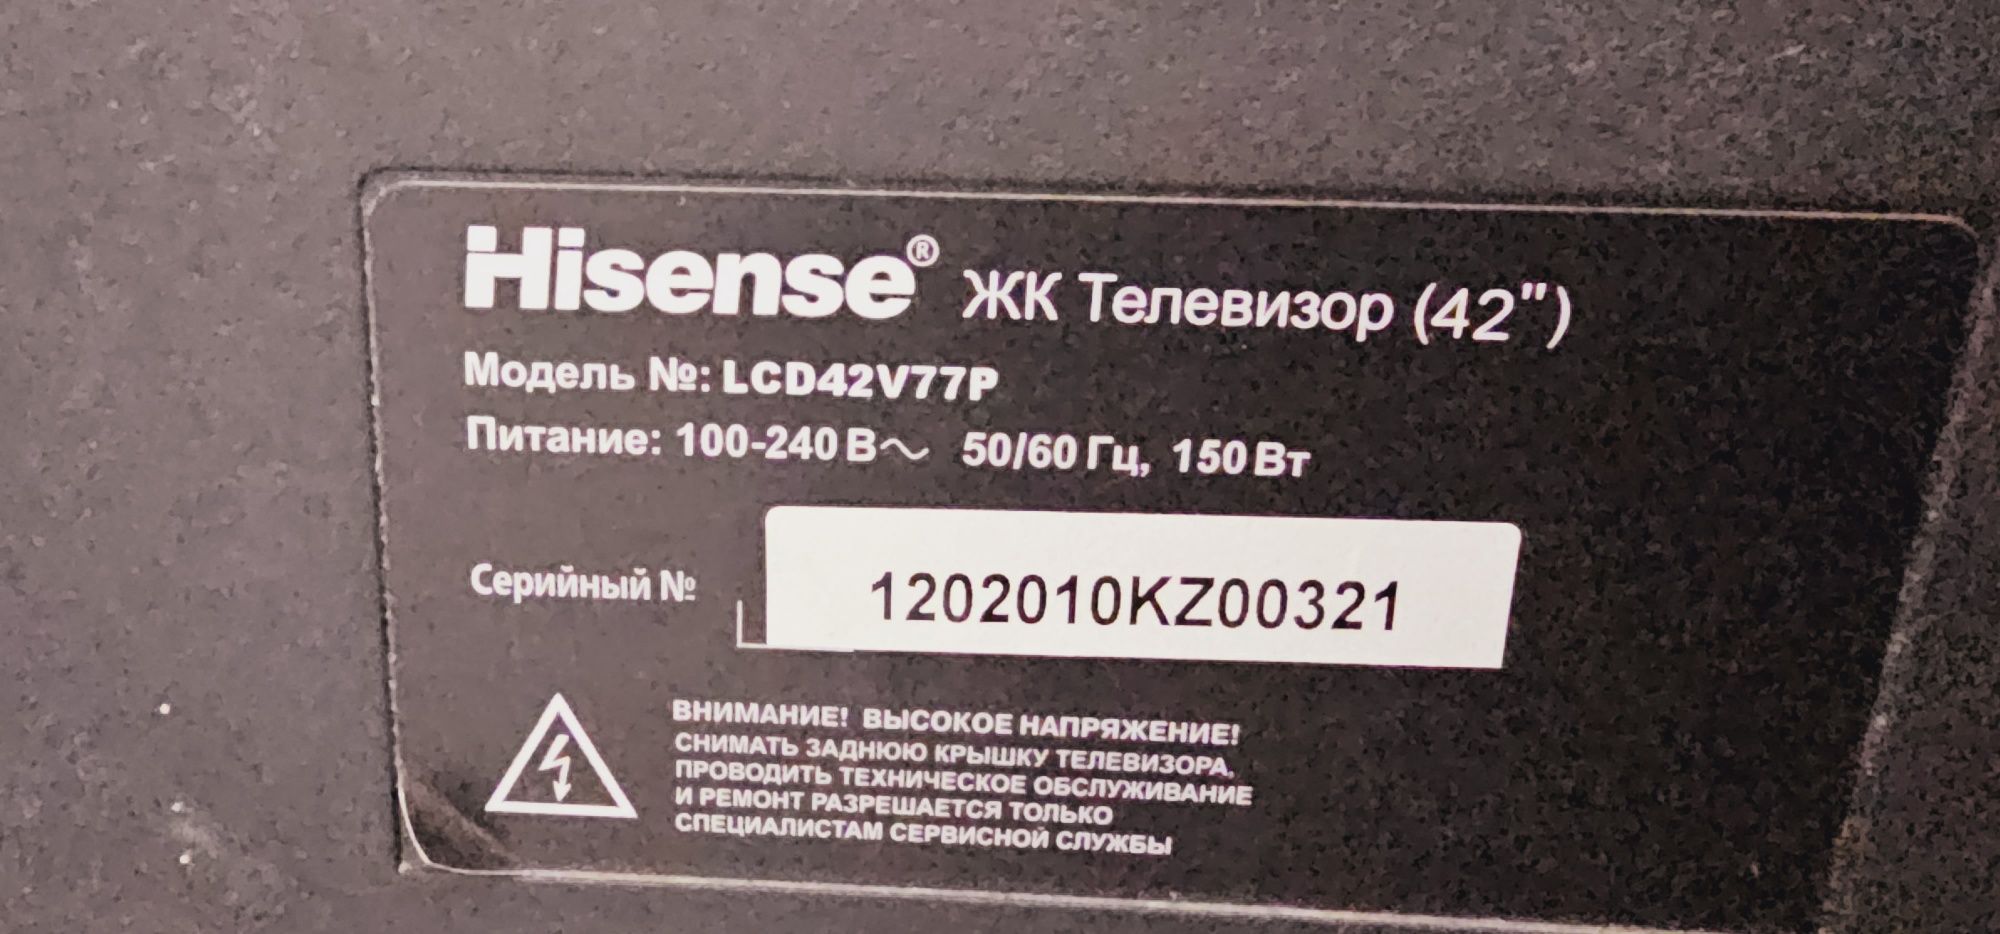 Hisense® ЖК Телевизор (42")
Модель №: LCD42V77P
Питание: 100-240 В～ 50/60 Гц, 150 Вт
Серийный № 1202010KZ00321
ВНИМАНИЕ! ВЫСОКОЕ НАПРЯЖЕНИЕ!
СНИМАТЬ ЗАДНЮЮ КРЫШКУ ТЕЛЕВИЗОРА,
ПРОВОДИТЬ ТЕХНИЧЕСКОЕ ОБСЛУЖИВАНИЕ
И РЕМОНТ РАЗРЕШАЕТСЯ ТОЛЬКО
СПЕЦИАЛИСТАМ СЕРВИСНОЙ СЛУЖБЫ